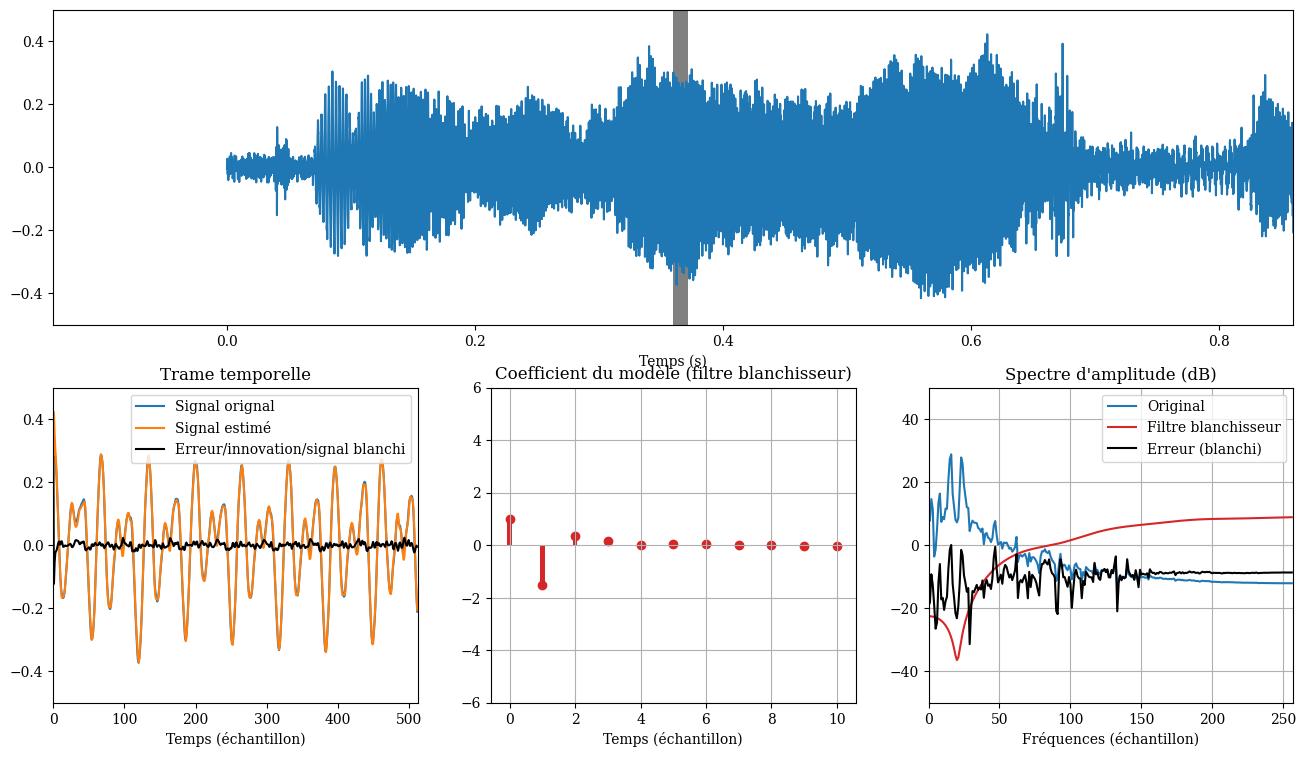 0.4
0.2
0.0
−0.2
−0.4
0.0 0.2 0.4 0.6 0.8
Temps (s)
Trame temporelle
Signal orignal
Signal estimé
Erreur/innovation/signal blanchi
0.4
0.2
0.0
−0.2
−0.4
0 100 200 300 400 500
Temps (échantillon)
Coefficient du modèle (filtre blanchisseur)
6
4
2
0
−2
−4
−6
0 2 4 6 8 10
Temps (échantillon)
Spectre d'amplitude (dB)
Original
Filtre blanchisseur
Erreur (blanchi)
40
20
0
−20
−40
0 50 100 150 200 250
Fréquences (échantillon)